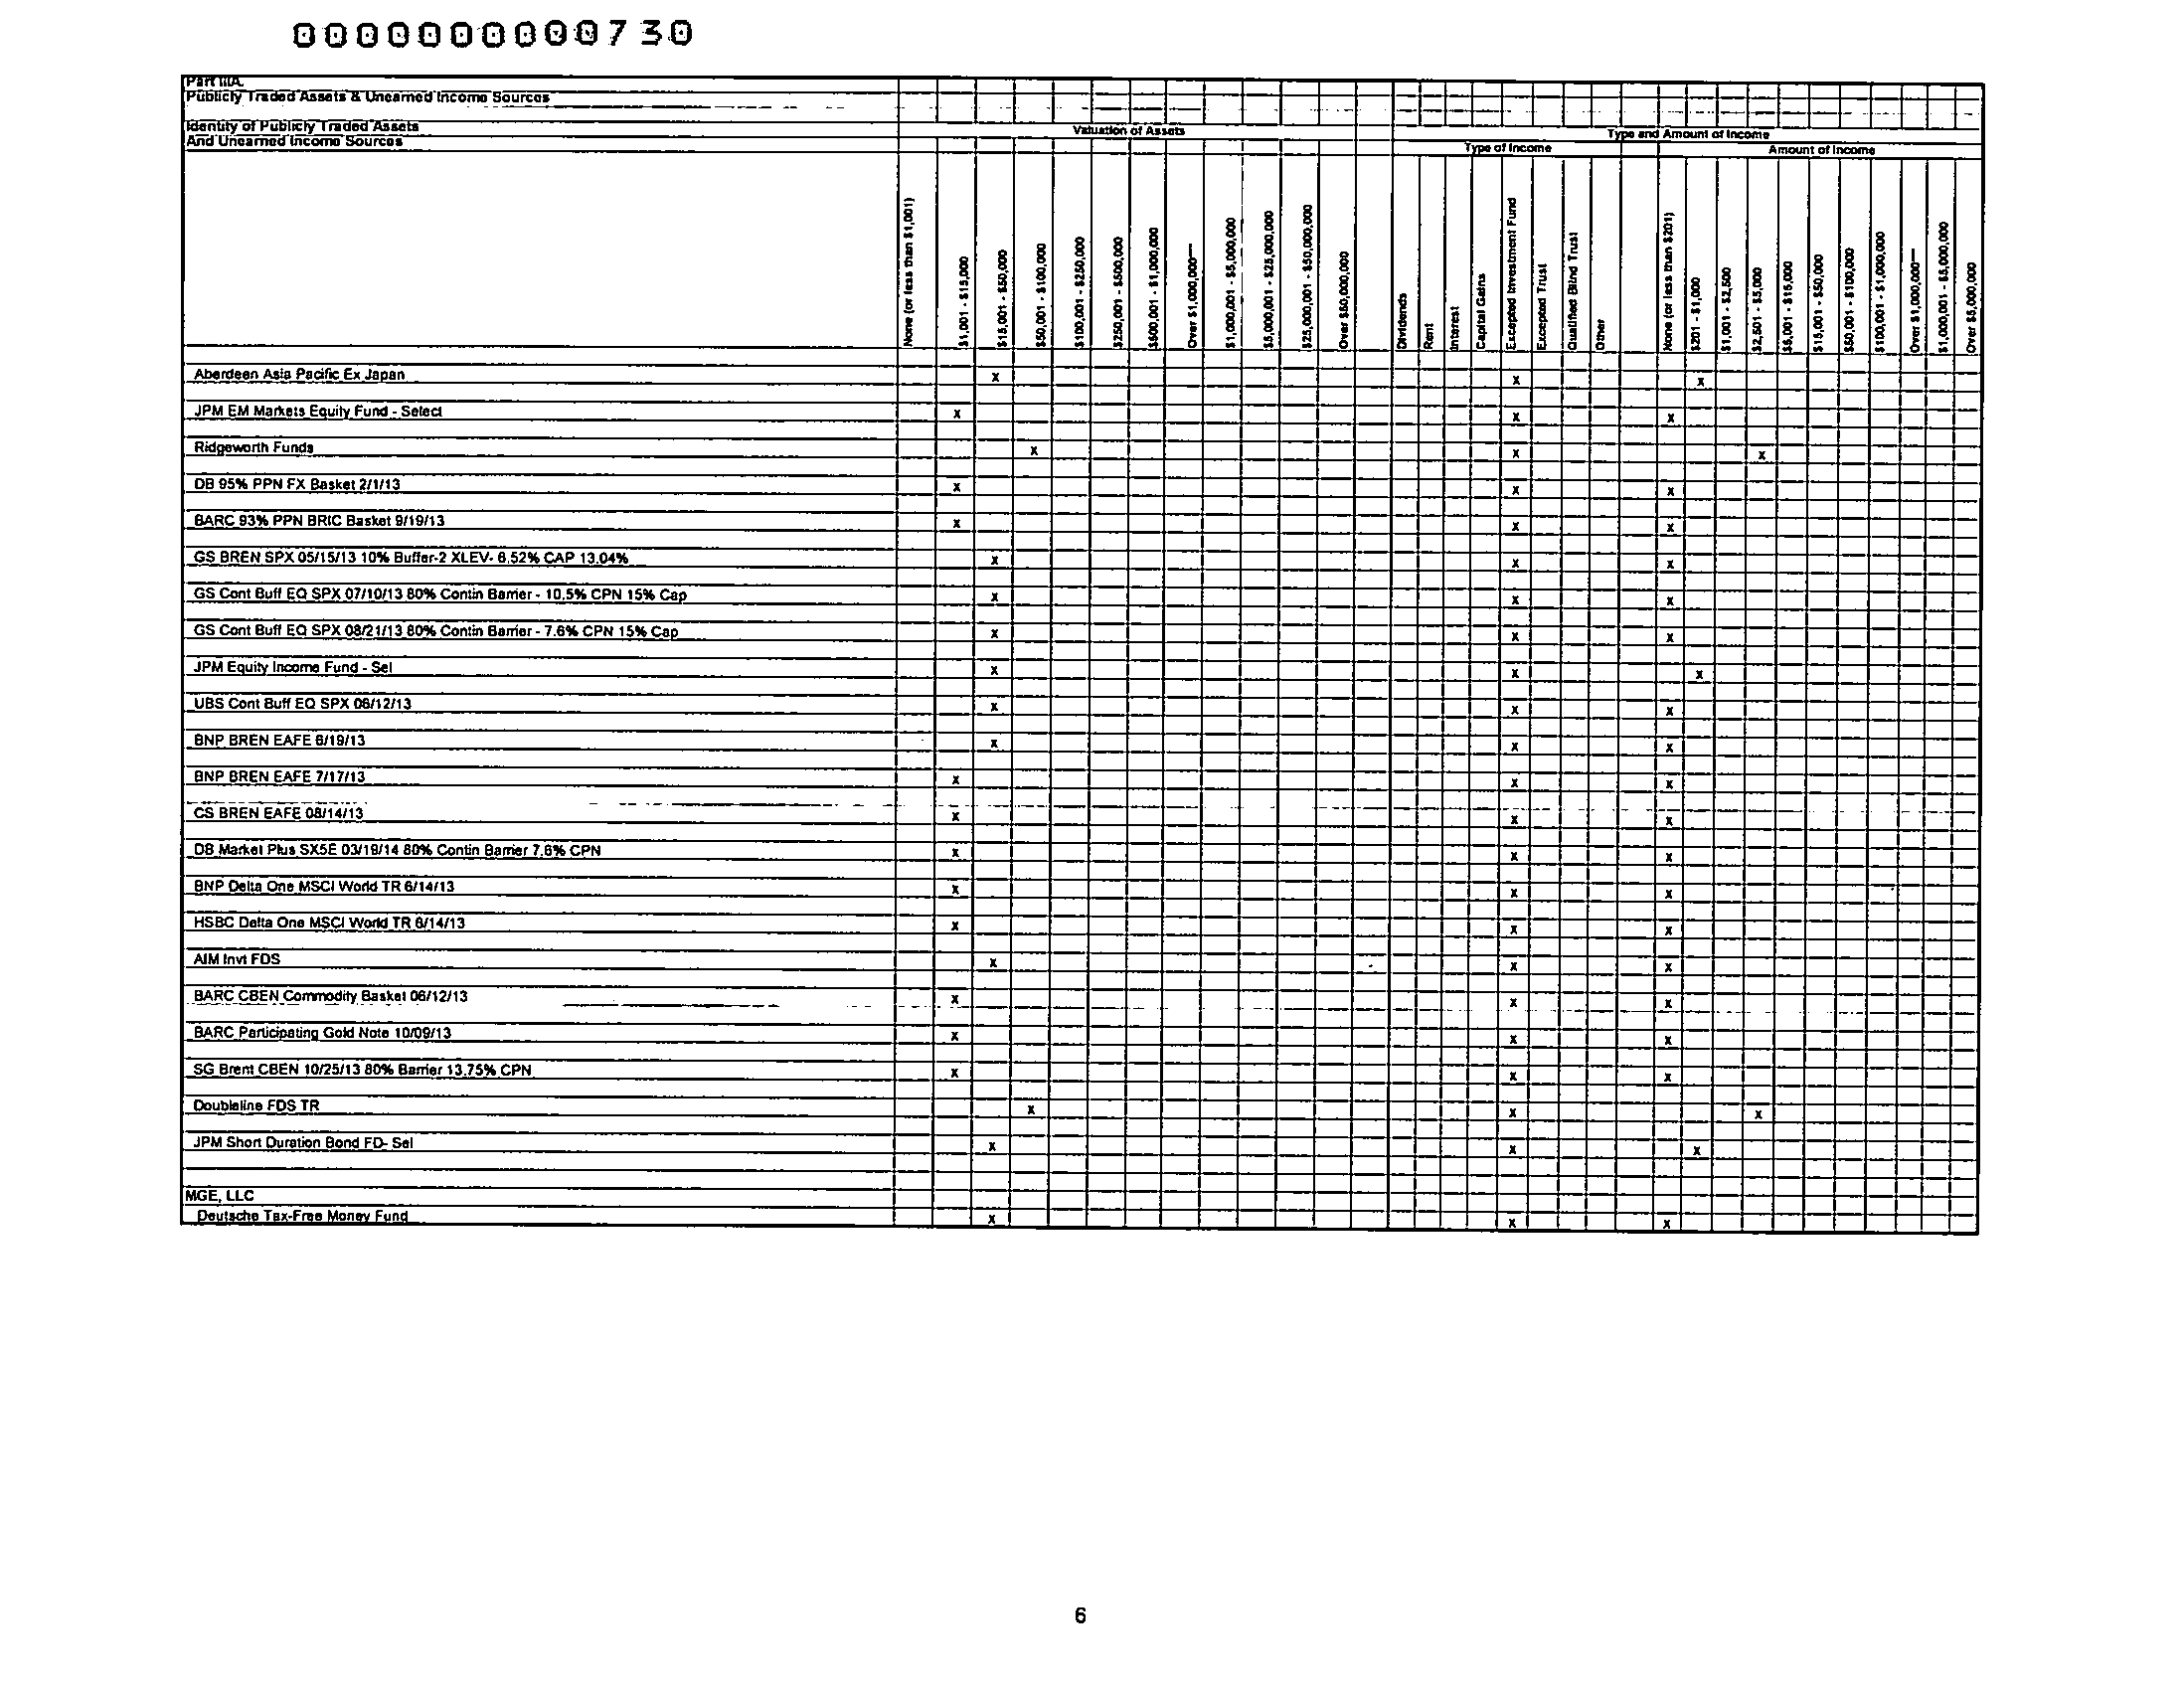 0000000000730
Part IIIA.
Publicly Traded Assets & Unearned Income Sources
Identity of Publicly Traded Assets
And Unearned Income Sources
Valuation of Assets
Type and Amount of Income
Type of Income
Amount of Income
None (or less than $1,001)
$1,001 - $15,000
$15,001 - $50,000
$50,001 - $100,000
$100,001 - $250,000
$250,001 - $500,000
$500,001 - $1,000,000
Over $1,000,000—
$1,000,001 - $5,000,000
$5,000,001 - $25,000,000
$25,000,001 - $50,000,000
Over $50,000,000
Dividends
Rent
Interest
Capital Gains
Excepted Investment Fund
Excepted Trust
Qualified Blind Trust
Other
None (or less than $201)
$201 - $1,000
$1,001 - $2,500
$2,501 - $5,000
$5,001 - $15,000
$15,001 - $50,000
$50,001 - $100,000
$100,001 - $1,000,000
Over $1,000,000—
$1,000,001 - $5,000,000
Over $5,000,000
Aberdeen Asia Pacific Ex Japan x x x
JPM EM Markets Equity Fund - Select x x x
Ridgeworth Funds x x x
DB 95% PPN FX Basket 2/1/13 x x x
BARC 93% PPN BRIC Basket 9/19/13 x x x
GS BREN SPX 05/15/13 10% Buffer-2 XLEV- 6.52% CAP 13.04% x x x
GS Cont Buff EQ SPX 07/10/13 80% Contin Barrier - 10.5% CPN 15% Cap x x x
GS Cont Buff EQ SPX 08/21/13 80% Contin Barrier - 7.6% CPN 15% Cap x x x
JPM Equity Income Fund - Sel x x x
UBS Cont Buff EQ SPX 06/12/13 x x x
BNP BREN EAFE 6/19/13 x x x
BNP BREN EAFE 7/17/13 x x x
CS BREN EAFE 08/14/13 x x x
DB Market Plus SX5E 03/19/14 80% Contin Barrier 7.6% CPN x x x
BNP Delta One MSCI World TR 6/14/13 x x x
HSBC Delta One MSCI World TR 6/14/13 x x x
AIM Invt FDS x x x
BARC CBEN Commodity Basket 06/12/13 x x x
BARC Participating Gold Note 10/09/13 x x x
SG Brent CBEN 10/25/13 80% Barrier 13.75% CPN x x x
Doubleline FDS TR x x x
JPM Short Duration Bond FD- Sel x x x
MGE, LLC
Deutsche Tax-Free Money Fund x x x
6